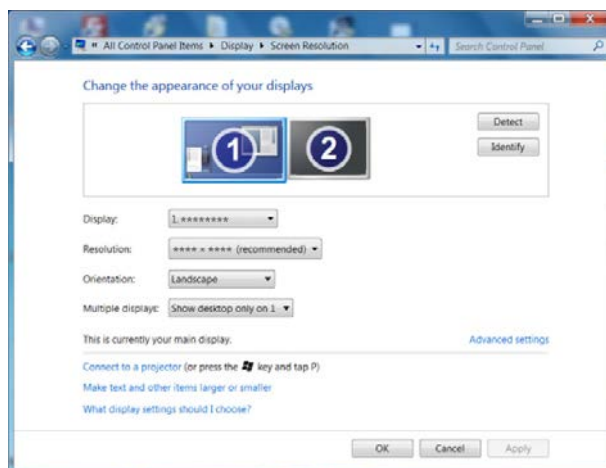 All Control Panel Items Display Screen Resolution Search Control Panel
Change the appearance of your displays
1 2
Detect
Identify
Display: 1. ********
Resolution: **** × **** (recommended)
Orientation: Landscape
Multiple displays: Show desktop only on 1
This is currently your main display. Advanced settings
Connect to a projector (or press the key and tap P)
Make text and other items larger or smaller
What display settings should I choose?
OK Cancel Apply